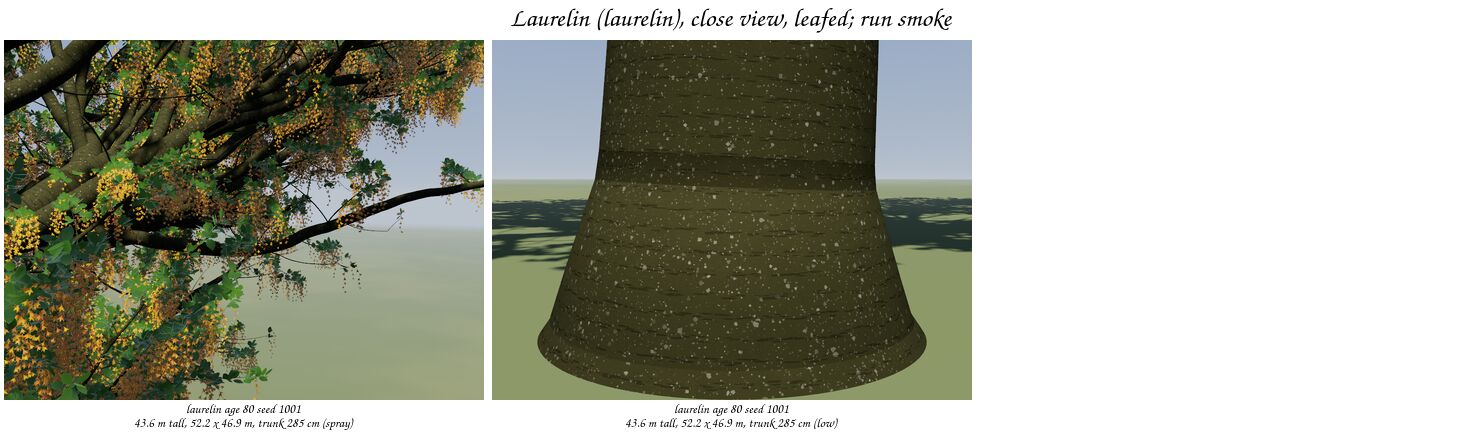 Laurelin (laurelin), close view, leafed; run smoke
laurelin age 80 seed 1001
43.6 m tall, 52.2 x 46.9 m, trunk 285 cm (spray)
laurelin age 80 seed 1001
43.6 m tall, 52.2 x 46.9 m, trunk 285 cm (low)